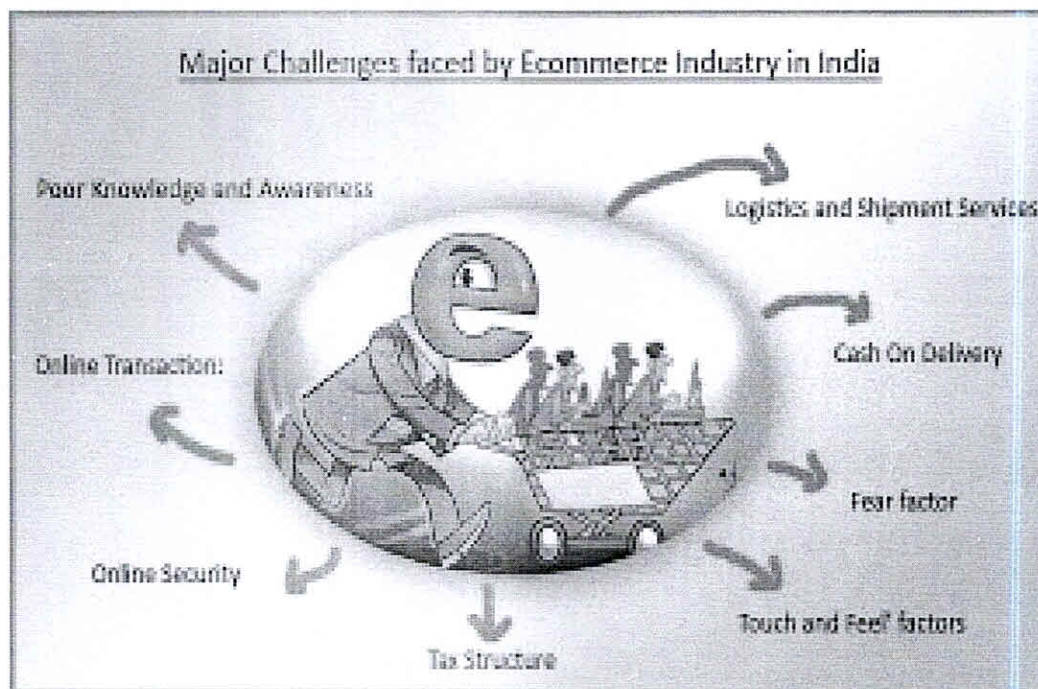 Major Challenges faced by Ecommerce Industry in India
Poor Knowledge and Awareness
Logistics and Shipment Services
Online Transaction:
Cash On Delivery
Fear factor
Online Security
Touch and Feel' factors
Tax Structure